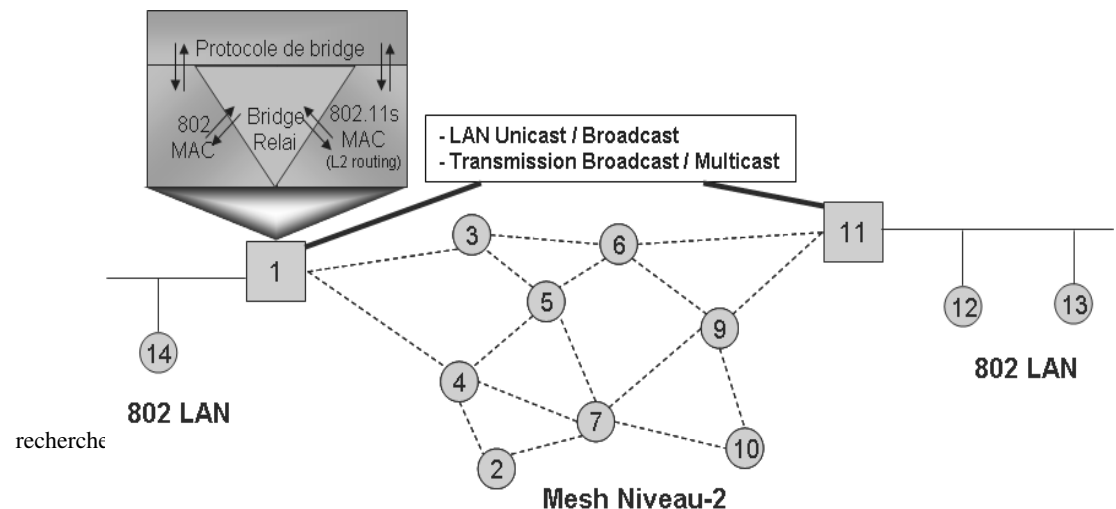 Protocole de bridge
802
MAC
Bridge
Relai
802.11s
MAC
(L2 routing)
- LAN Unicast / Broadcast
- Transmission Broadcast / Multicast
1
3
6
11
5
9
12
13
14
4
7
2
10
802 LAN
802 LAN
recherche
Mesh Niveau-2